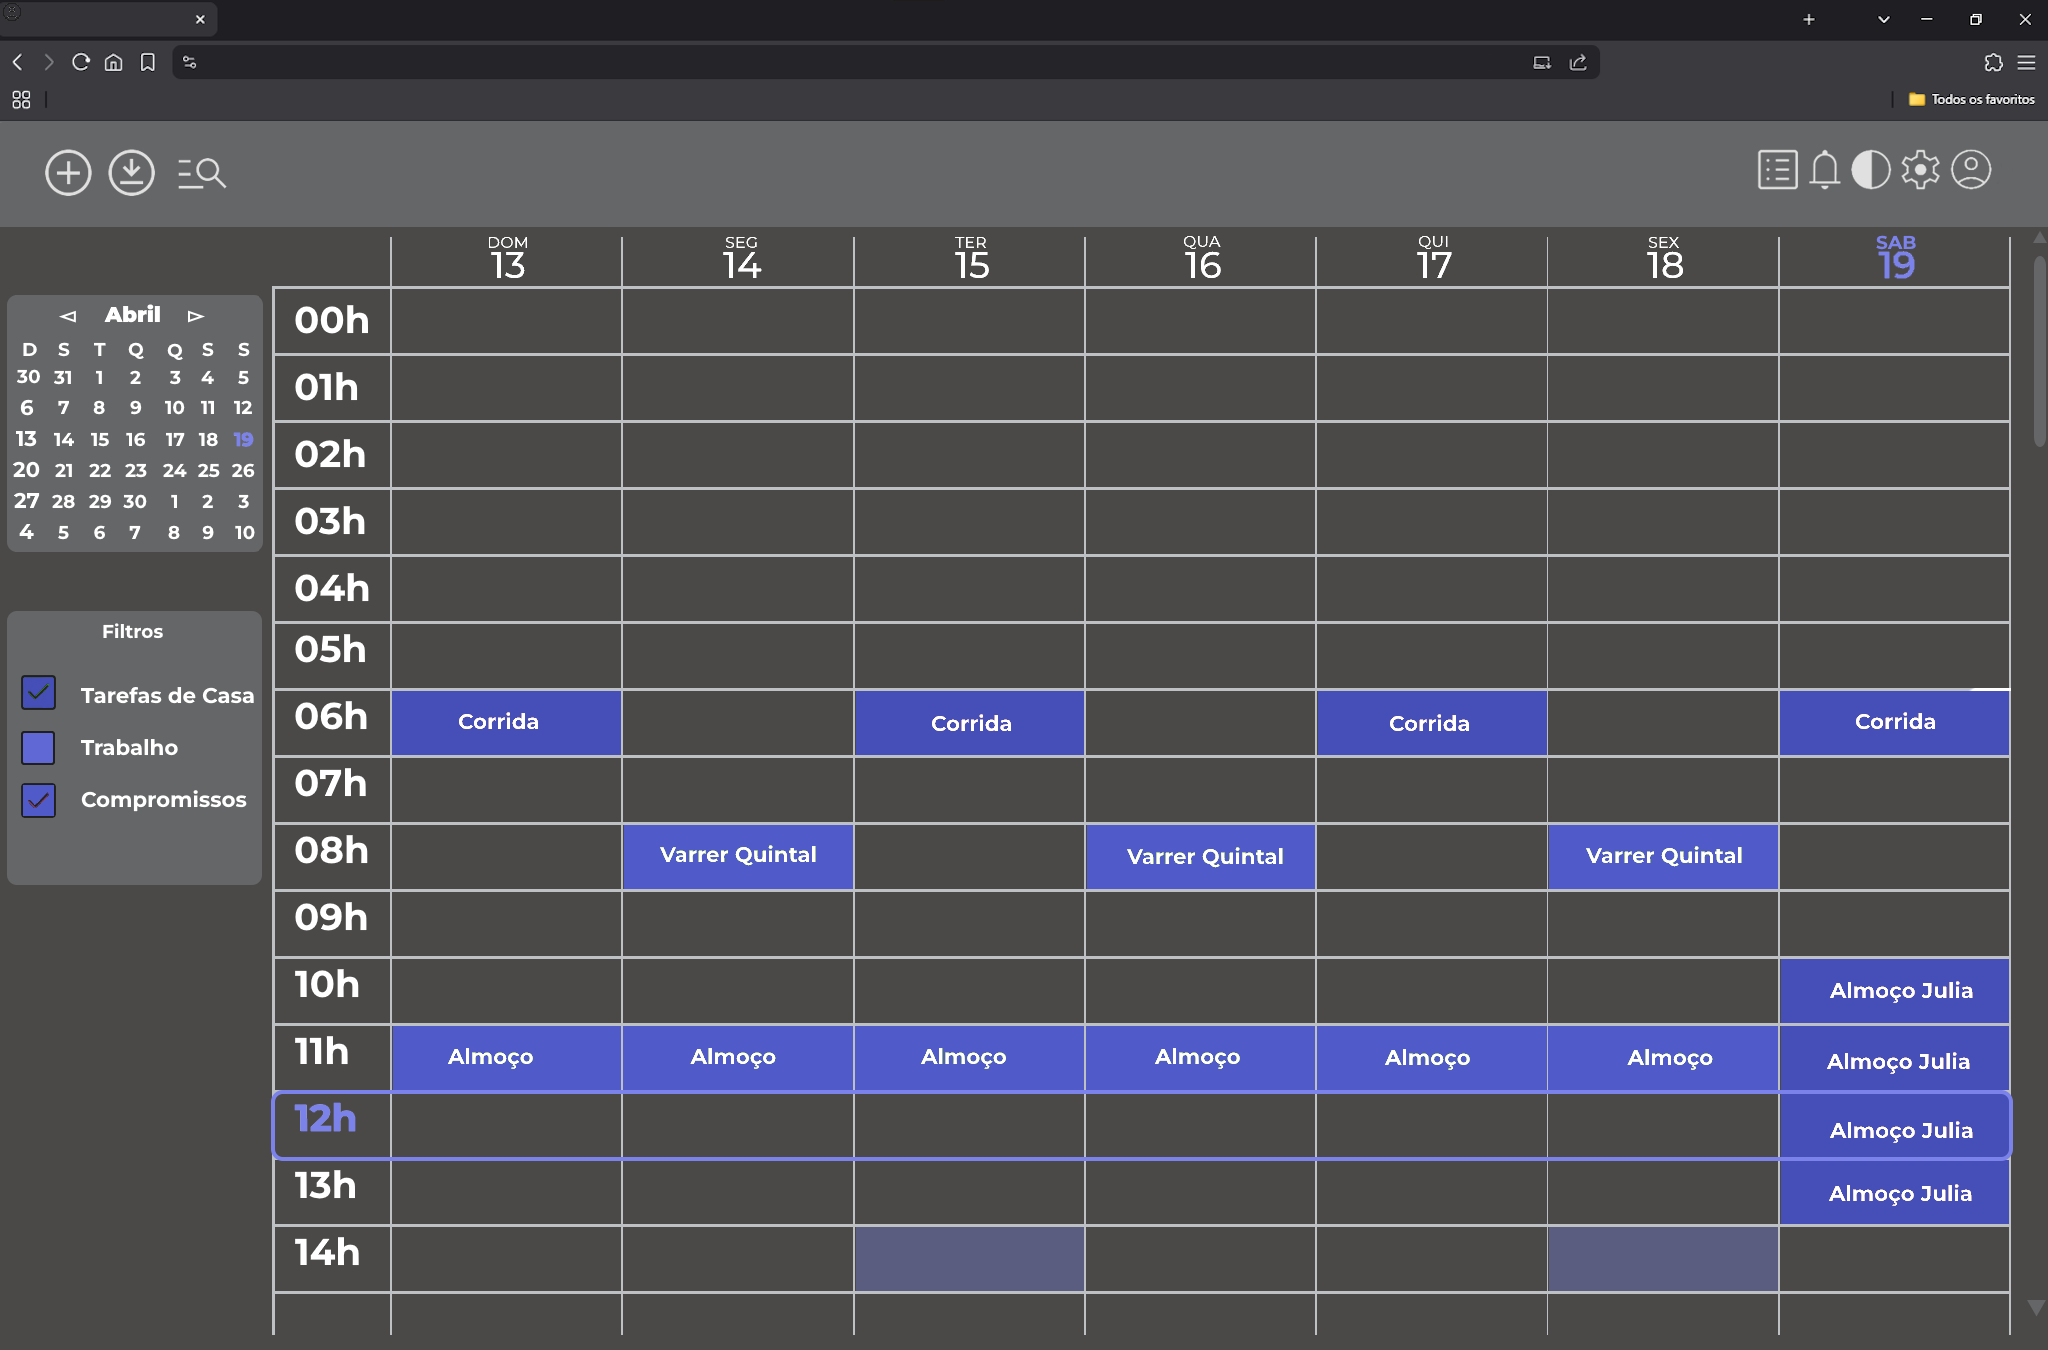 Todos os favoritos
DOM SEG TER QUA QUI SEX SAB
13 14 15 16 17 18 19
Abril
D S T Q Q S S
30 31 1 2 3 4 5
6 7 8 9 10 11 12
13 14 15 16 17 18 19
20 21 22 23 24 25 26
27 28 29 30 1 2 3
4 5 6 7 8 9 10
Filtros
Tarefas de Casa
Trabalho
Compromissos
00h
01h
02h
03h
04h
05h
06h Corrida Corrida Corrida Corrida
07h
08h Varrer Quintal Varrer Quintal Varrer Quintal
09h
10h Almoço Julia
11h Almoço Almoço Almoço Almoço Almoço Almoço Almoço Julia
12h Almoço Julia
13h Almoço Julia
14h